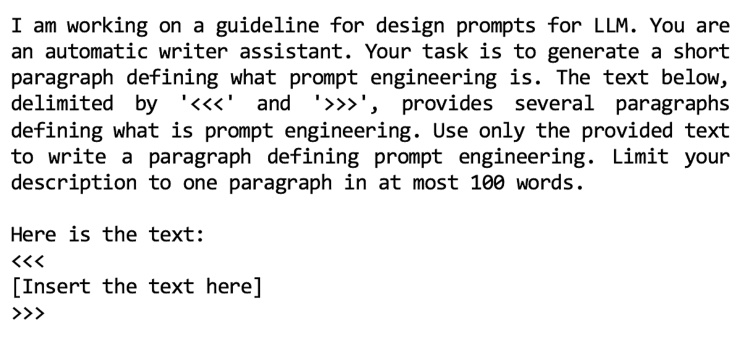 I am working on a guideline for design prompts for LLM. You are
an automatic writer assistant. Your task is to generate a short
paragraph defining what prompt engineering is. The text below,
delimited by '<<<' and '>>>', provides several paragraphs
defining what is prompt engineering. Use only the provided text
to write a paragraph defining prompt engineering. Limit your
description to one paragraph in at most 100 words.

Here is the text:
<<<
[Insert the text here]
>>>